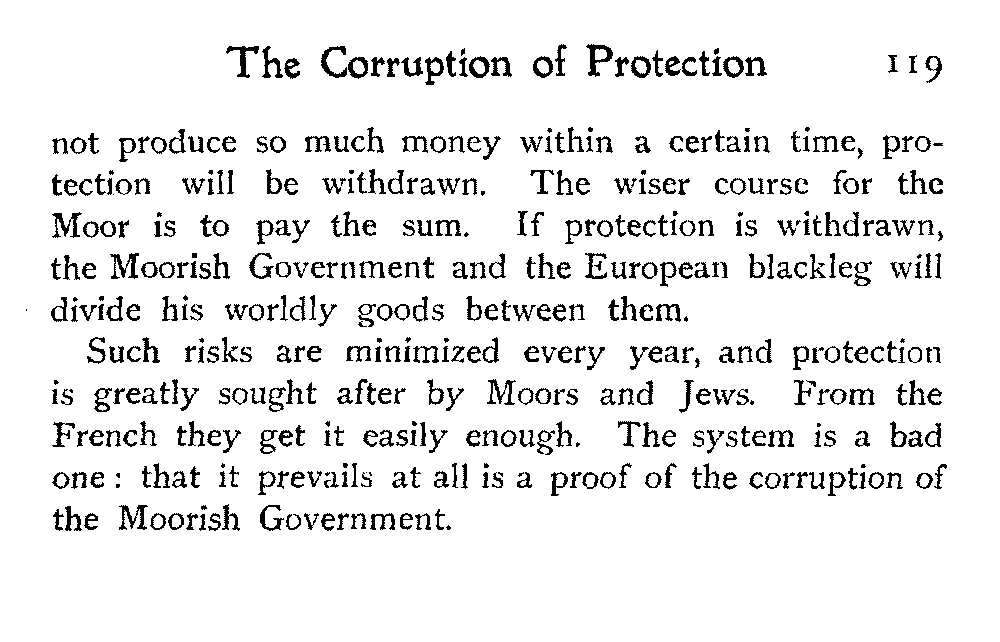 The Corruption of Protection 119
not produce so much money within a certain time, pro-
tection will be withdrawn. The wiser course for the
Moor is to pay the sum. If protection is withdrawn,
the Moorish Government and the European blackleg will
divide his worldly goods between them.
Such risks are minimized every year, and protection
is greatly sought after by Moors and Jews. From the
French they get it easily enough. The system is a bad
one : that it prevails at all is a proof of the corruption of
the Moorish Government.